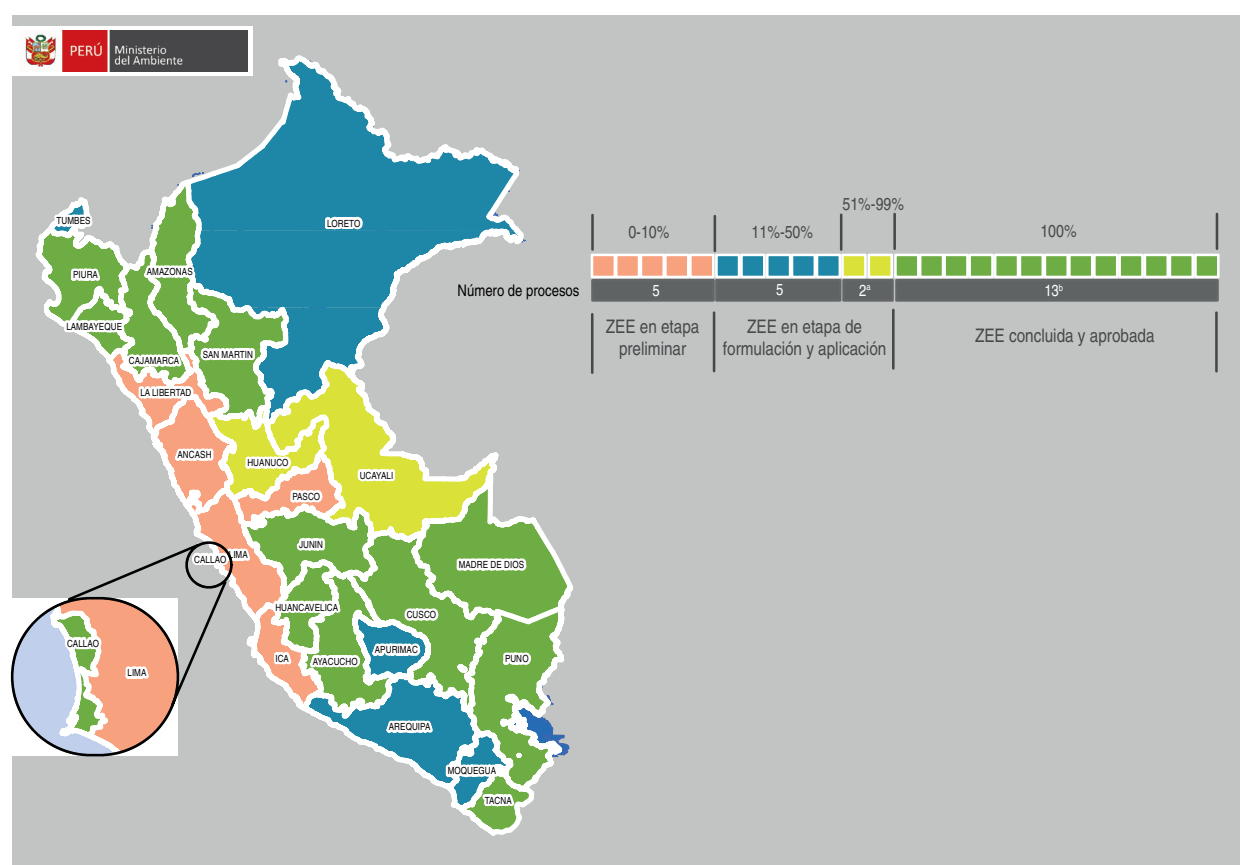 PERÚ
Ministerio
del Ambiente
LORETO
TUMBES
AMAZONAS
PIURA
LAMBAYEQUE
SAN MARTIN
CAJAMARCA
LA LIBERTAD
ANCASH
HUANUCO
UCAYALI
PASCO
JUNIN
CALLAO
LIMA
MADRE DE DIOS
HUANCAVELICA
CUSCO
CALLAO
LIMA
ICA
AYACUCHO
APURIMAC
PUNO
AREQUIPA
MOQUEGUA
TACNA
51%-99%
0-10%
11%-50%
100%
Número de procesos
5
5
2ª
13ᵇ
ZEE en etapa
preliminar
ZEE en etapa de
formulación y aplicación
ZEE concluida y aprobada